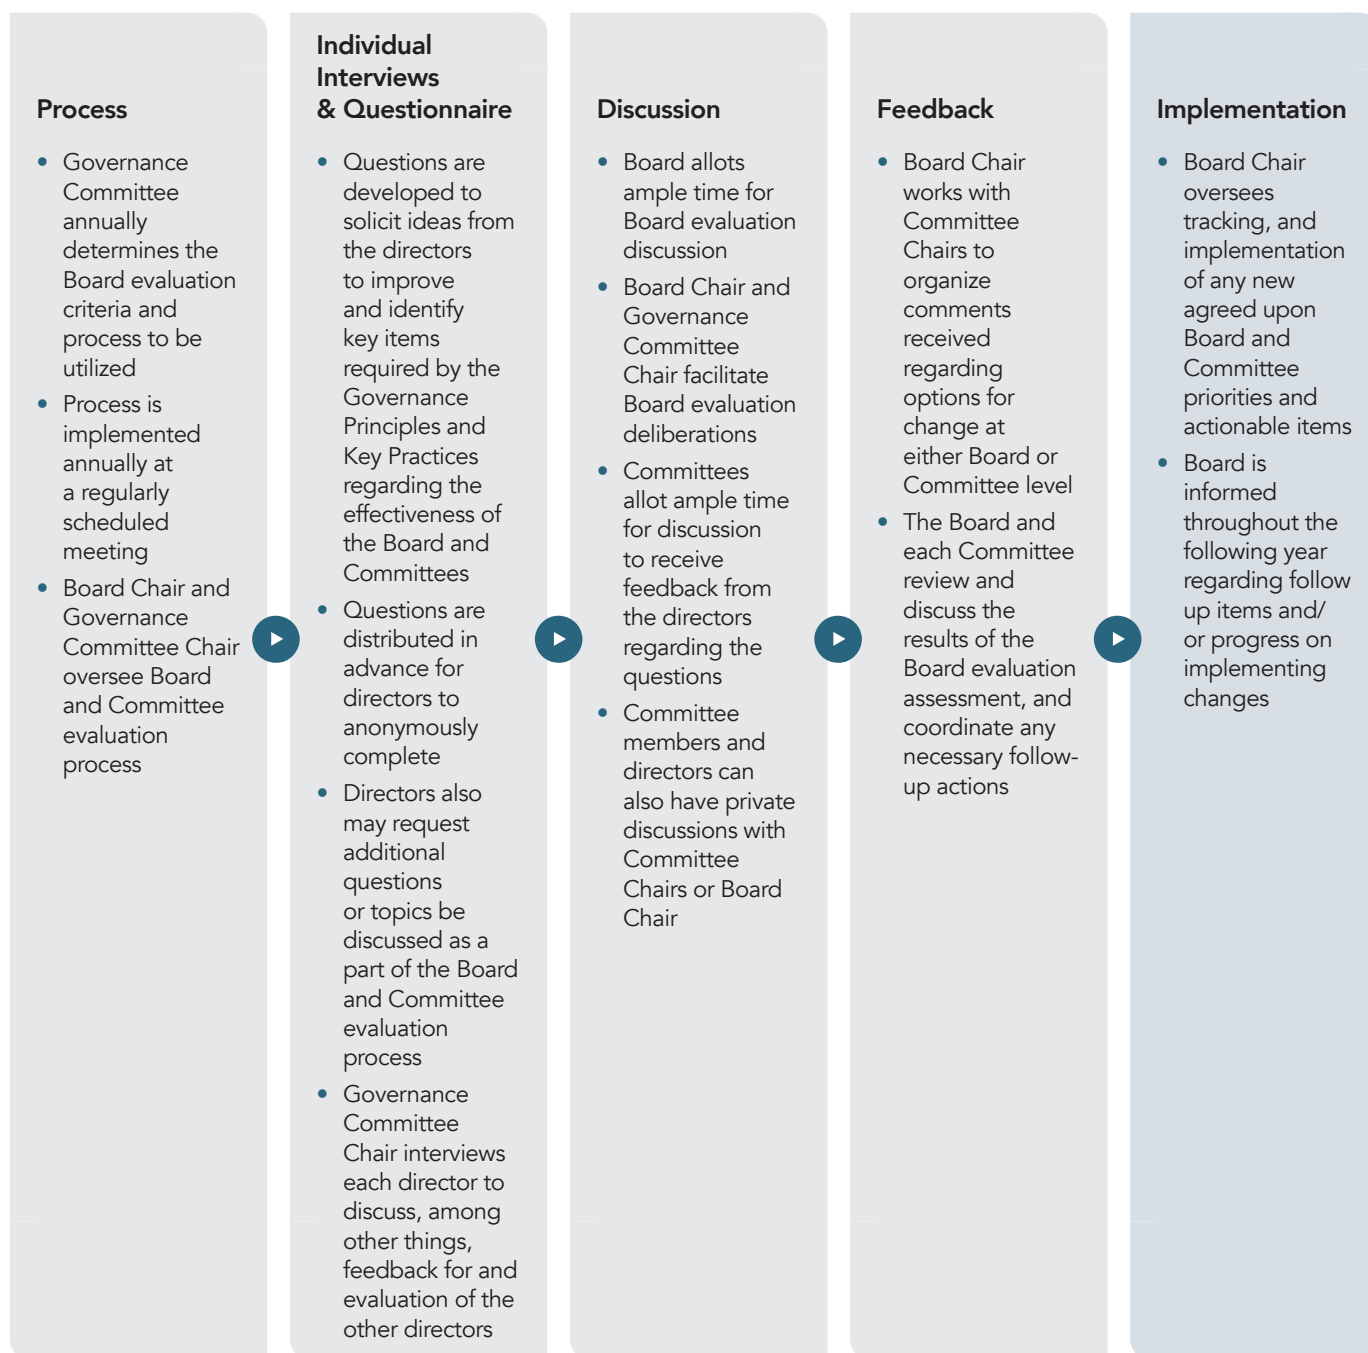 Process
• Governance
Committee
annually
determines the
Board evaluation
criteria and
process to be
utilized
• Process is
implemented
annually at
a regularly
scheduled
meeting
• Board Chair and
Governance
Committee Chair
oversee Board
and Committee
evaluation
process
Individual
Interviews
& Questionnaire
• Questions are
developed to
solicit ideas from
the directors
to improve
and identify
key items
required by the
Governance
Principles and
Key Practices
regarding the
effectiveness of
the Board and
Committees
• Questions are
distributed in
advance for
directors to
anonymously
complete
• Directors also
may request
additional
questions
or topics be
discussed as a
part of the Board
and Committee
evaluation
process
• Governance
Committee
Chair interviews
each director to
discuss, among
other things,
feedback for and
evaluation of the
other directors
Discussion
• Board allots
ample time for
Board evaluation
discussion
• Board Chair and
Governance
Committee
Chair facilitate
Board evaluation
deliberations
• Committees
allot ample time
for discussion
to receive
feedback from
the directors
regarding the
questions
• Committee
members and
directors can
also have private
discussions with
Committee
Chairs or Board
Chair
Feedback
• Board Chair
works with
Committee
Chairs to
organize
comments
received
regarding
options for
change at
either Board or
Committee level
• The Board and
each Committee
review and
discuss the
results of the
Board evaluation
assessment, and
coordinate any
necessary follow-
up actions
Implementation
• Board Chair
oversees
tracking, and
implementation
of any new
agreed upon
Board and
Committee
priorities and
actionable items
• Board is
informed
throughout the
following year
regarding follow
up items and/
or progress on
implementing
changes